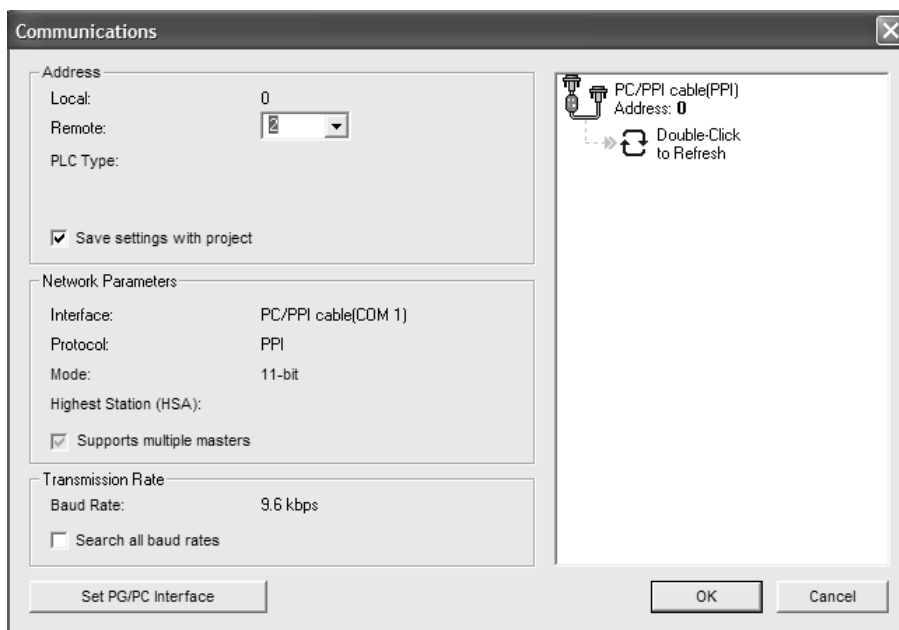 Communications
Address
Local: 0
Remote: 2
PLC Type:
Save settings with project
Network Parameters
Interface: PC/PPI cable(COM 1)
Protocol: PPI
Mode: 11-bit
Highest Station (HSA):
Supports multiple masters
Transmission Rate
Baud Rate: 9.6 kbps
Search all baud rates
Set PG/PC Interface
PC/PPI cable(PPI)
Address: 0
Double-Click
to Refresh
OK
Cancel